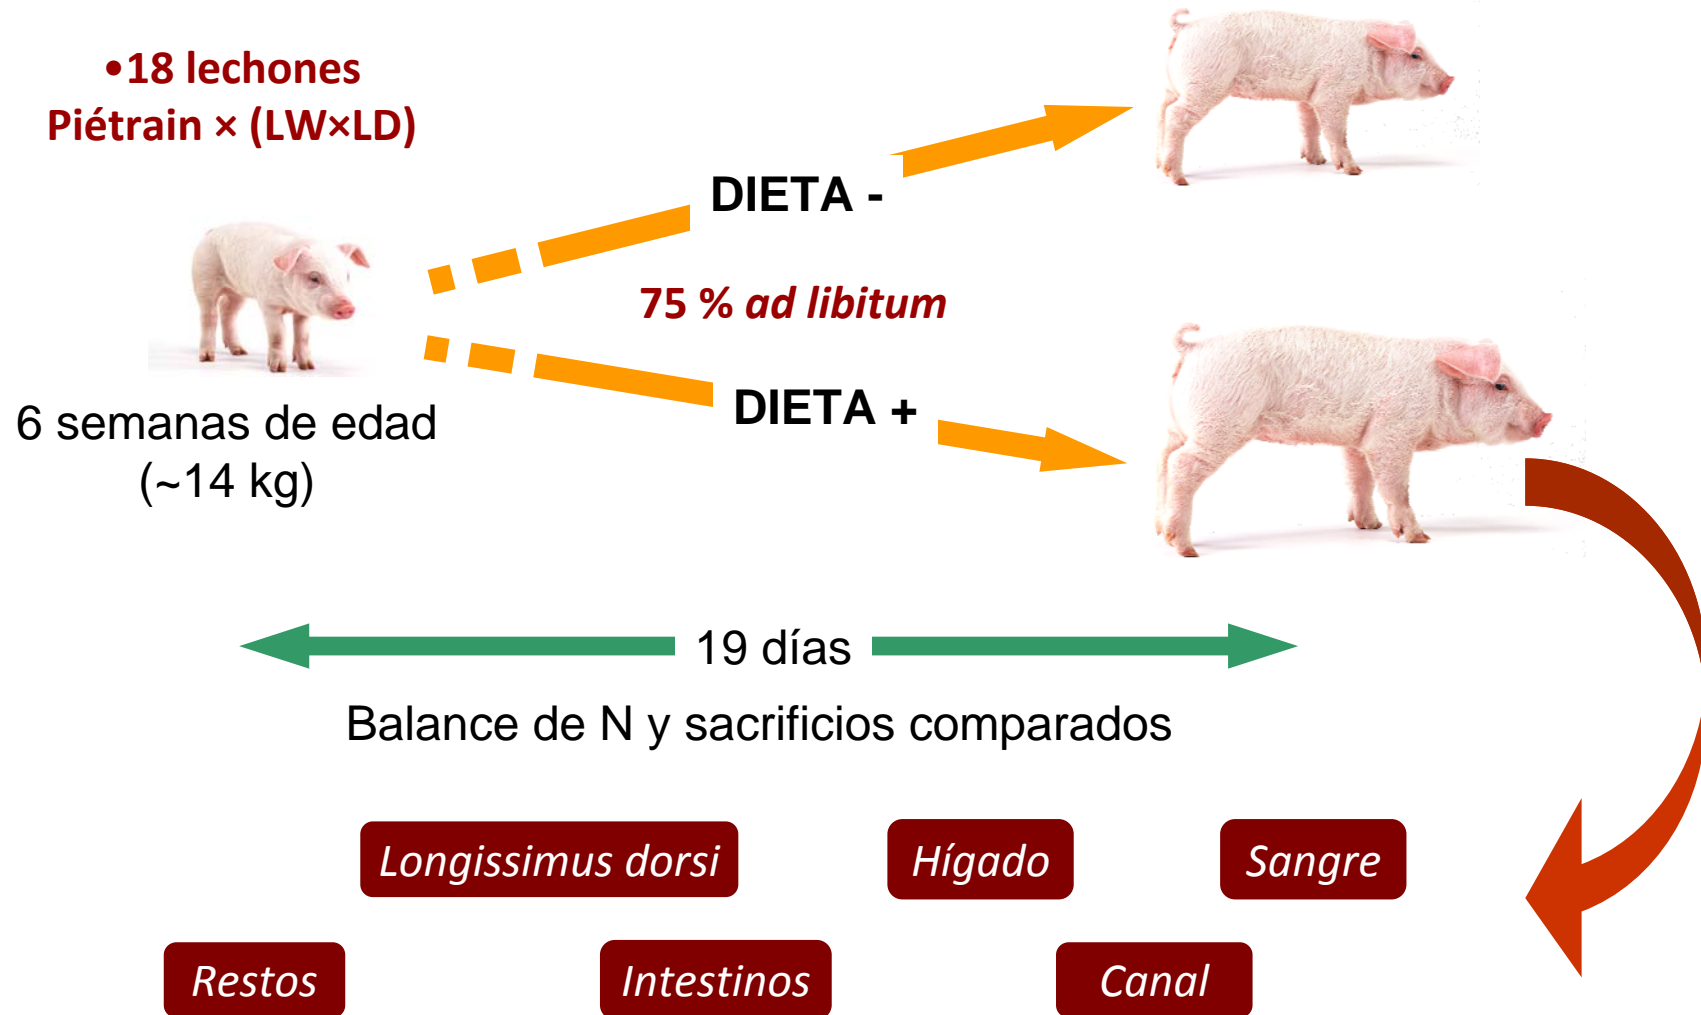 •18 lechones
Piétrain × (LW×LD)
DIETA -
75 % ad libitum
DIETA +
6 semanas de edad
(~14 kg)
19 días
Balance de N y sacrificios comparados
Longissimus dorsi
Hígado
Sangre
Restos
Intestinos
Canal